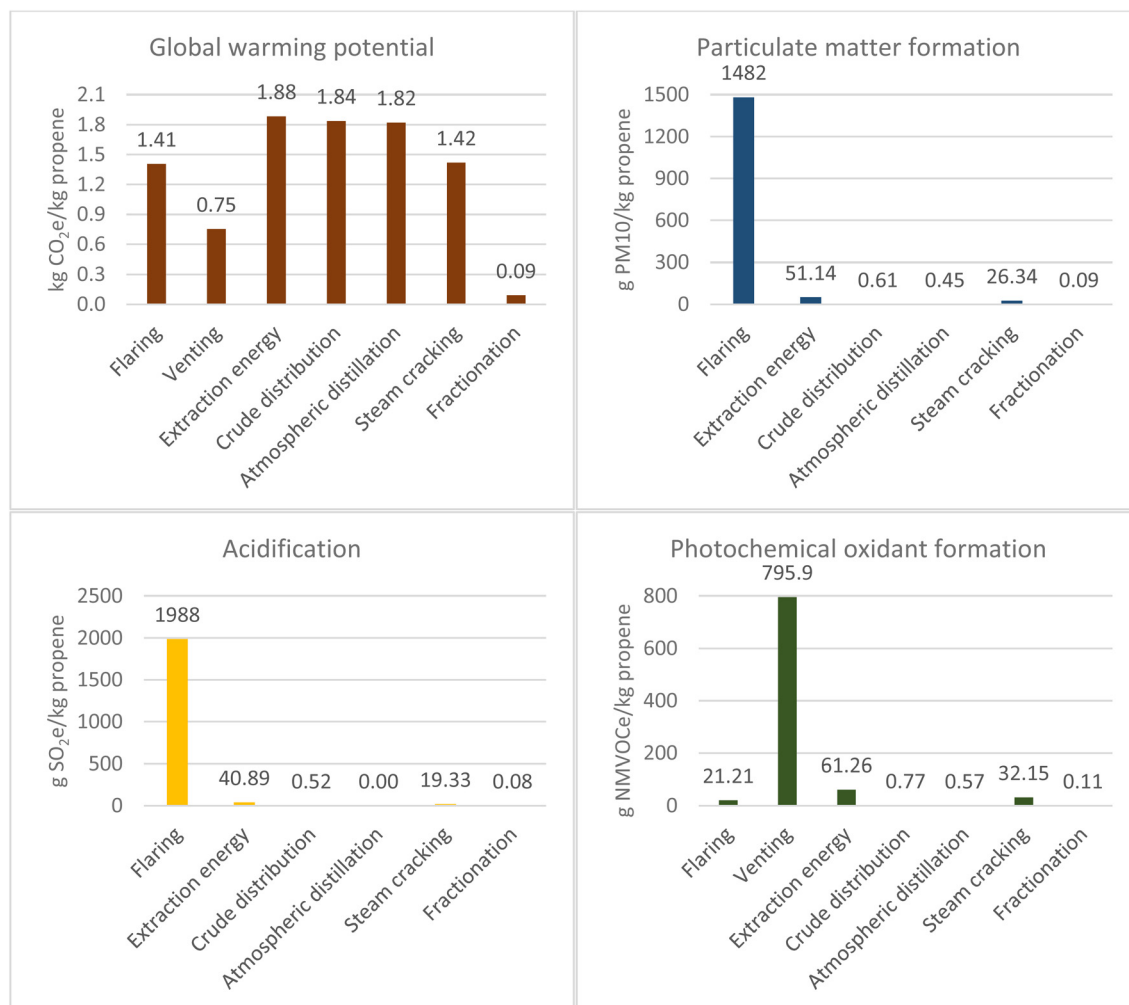 Global warming potential
kg CO₂e/kg propene
2.1
1.8
1.5
1.2
0.9
0.6
0.3
0.0
1.41
0.75
1.88
1.84
1.82
1.42
0.09
Flaring
Venting
Extraction energy
Crude distribution
Atmospheric distillation
Steam cracking
Fractionation
Particulate matter formation
g PM10/kg propene
1500
1200
900
600
300
0
1482
51.14
0.61
0.45
26.34
0.09
Flaring
Extraction energy
Crude distribution
Atmospheric distillation
Steam cracking
Fractionation
Acidification
g SO₂e/kg propene
2500
2000
1500
1000
500
0
1988
40.89
0.52
0.00
19.33
0.08
Flaring
Extraction energy
Crude distribution
Atmospheric distillation
Steam cracking
Fractionation
Photochemical oxidant formation
g NMVOCe/kg propene
800
600
400
200
0
21.21
795.9
61.26
0.77
0.57
32.15
0.11
Flaring
Venting
Extraction energy
Crude distribution
Atmospheric distillation
Steam cracking
Fractionation